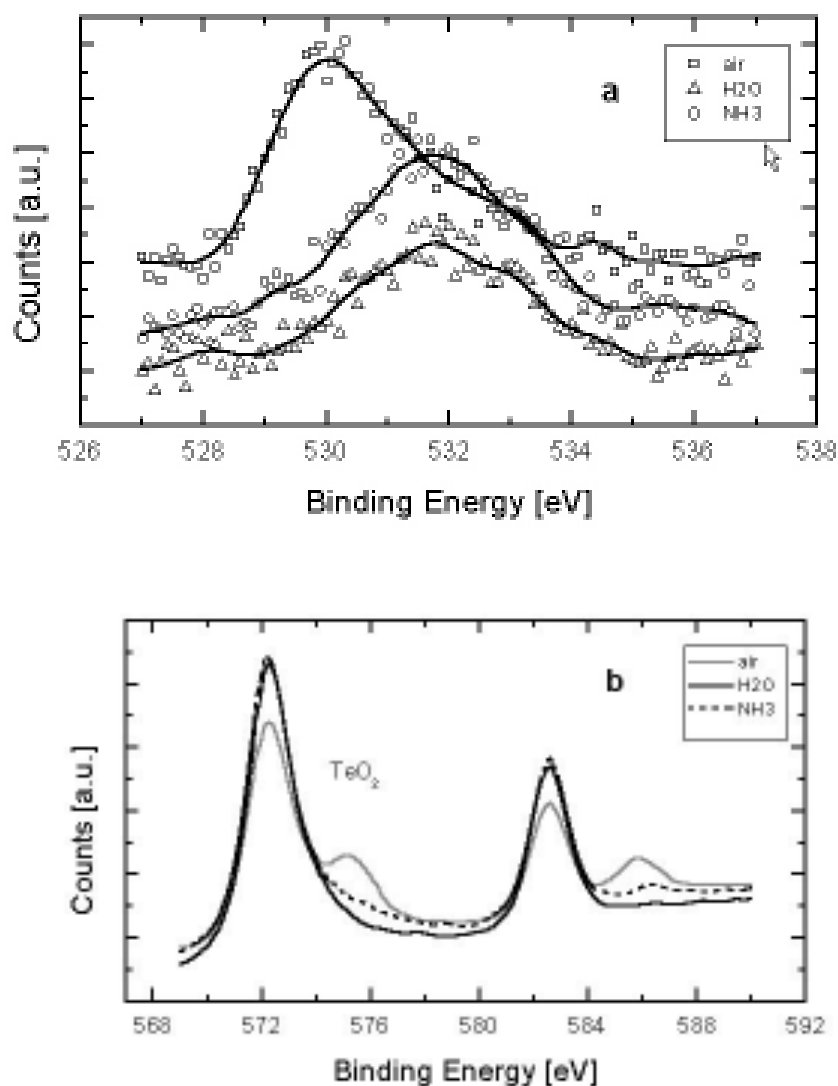 a
air
H2O
NH3
Counts [a.u.]
526 528 530 532 534 536 538
Binding Energy [eV]
b
air
H2O
NH3
TeO₂
Counts [a.u.]
568 572 576 580 584 588 592
Binding Energy [eV]